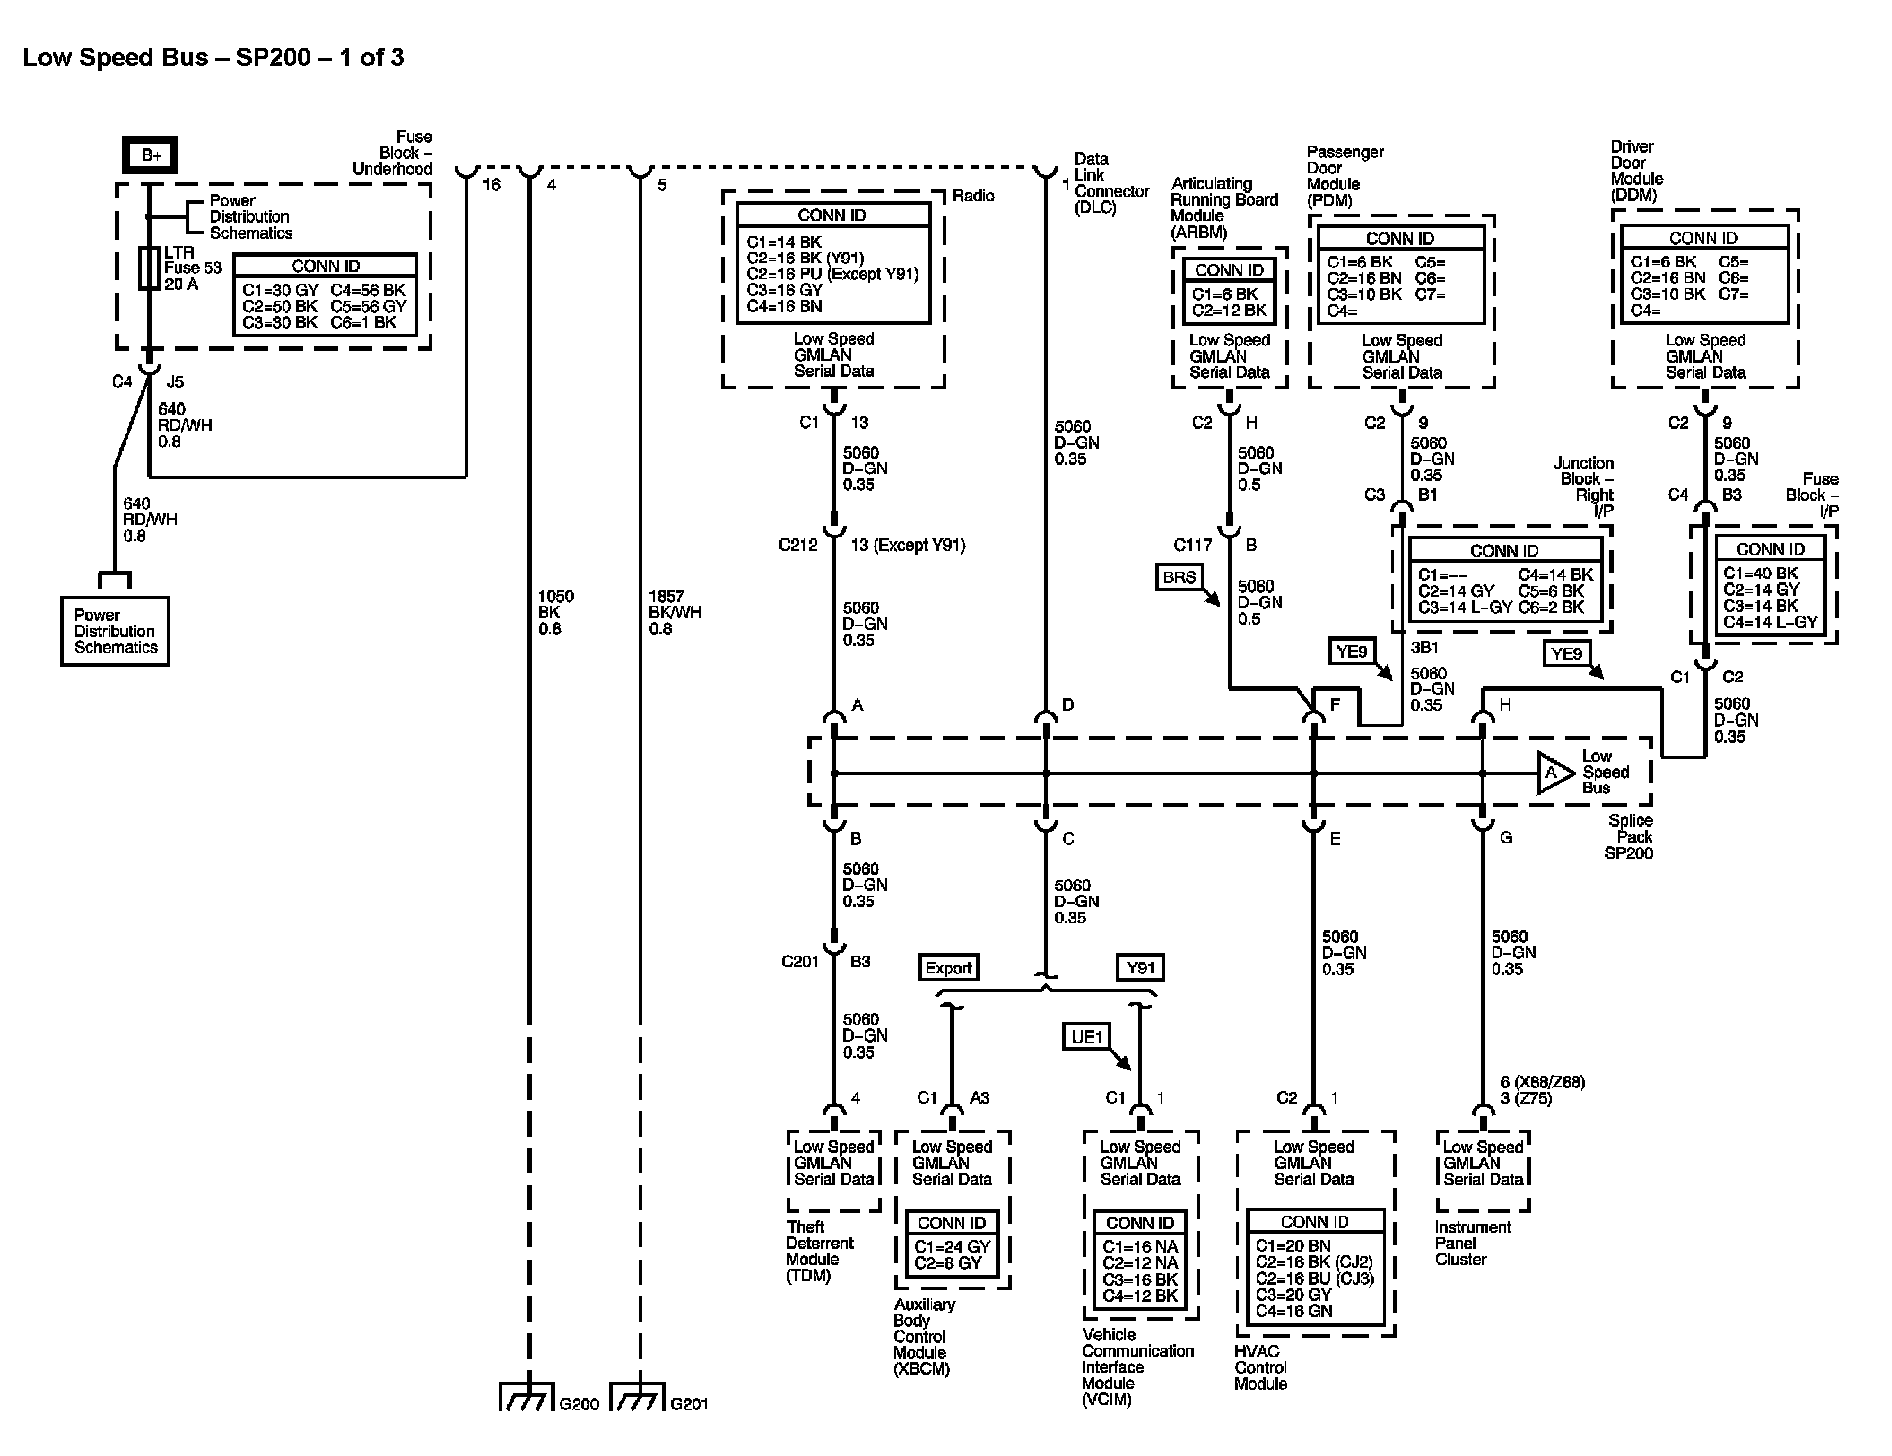 Low Speed Bus – SP200 – 1 of 3
B+
Fuse
Block –
Underhood
Power
Distribution
Schematics
LTR
Fuse 53
20 A
CONN ID
C1=30 GY C4=56 BK
C2=50 BK C5=56 GY
C3=30 BK C6=1 BK
C4
J5
640
RD/WH
0.8
640
RD/WH
0.8
Power
Distribution
Schematics
16
4
5
1
Data
Link
Connector
(DLC)
1050
BK
0.8
1857
BK/WH
0.8
G200
G201
Radio
CONN ID
C1=14 BK
C2=16 BK (Y91)
C2=16 PU (Except Y91)
C3=16 GY
C4=16 BN
Low Speed
GMLAN
Serial Data
C1
13
5060
D–GN
0.35
C212
13 (Except Y91)
5060
D–GN
0.35
A
5060
D–GN
0.35
D
Articulating
Running Board
Module
(ARBM)
CONN ID
C1=6 BK
C2=12 BK
Low Speed
GMLAN
Serial Data
C2
H
5060
D–GN
0.5
C117
B
BRS
5060
D–GN
0.5
Passenger
Door
Module
(PDM)
CONN ID
C1=6 BK C5=
C2=16 BN C6=
C3=10 BK C7=
C4=
Low Speed
GMLAN
Serial Data
C2
9
5060
D–GN
0.35
C3
B1
Junction
Block –
Right
I/P
CONN ID
C1=-– C4=14 BK
C2=14 GY C5=6 BK
C3=14 L–GY C6=2 BK
3B1
YE9
5060
D–GN
0.35
F
Driver
Door
Module
(DDM)
CONN ID
C1=6 BK C5=
C2=16 BN C6=
C3=10 BK C7=
C4=
Low Speed
GMLAN
Serial Data
C2
9
5060
D–GN
0.35
C4
B3
Fuse
Block –
I/P
CONN ID
C1=40 BK
C2=14 GY
C3=14 BK
C4=14 L–GY
YE9
C1
C2
5060
D–GN
0.35
H
A
Low
Speed
Bus
Splice
Pack
SP200
B
C
E
G
5060
D–GN
0.35
C201
B3
5060
D–GN
0.35
4
Low Speed
GMLAN
Serial Data
Theft
Deterrent
Module
(TDM)
5060
D–GN
0.35
Export
Y91
UE1
C1
A3
Low Speed
GMLAN
Serial Data
CONN ID
C1=24 GY
C2=8 GY
Auxiliary
Body
Control
Module
(XBCM)
C1
1
Low Speed
GMLAN
Serial Data
CONN ID
C1=16 NA
C2=12 NA
C3=16 BK
C4=12 BK
Vehicle
Communication
Interface
Module
(VCIM)
5060
D–GN
0.35
C2
1
Low Speed
GMLAN
Serial Data
CONN ID
C1=20 BN
C2=16 BK (CJ2)
C2=16 BU (CJ3)
C3=20 GY
C4=16 GN
HVAC
Control
Module
5060
D–GN
0.35
6 (X88/Z88)
3 (Z75)
Low Speed
GMLAN
Serial Data
Instrument
Panel
Cluster